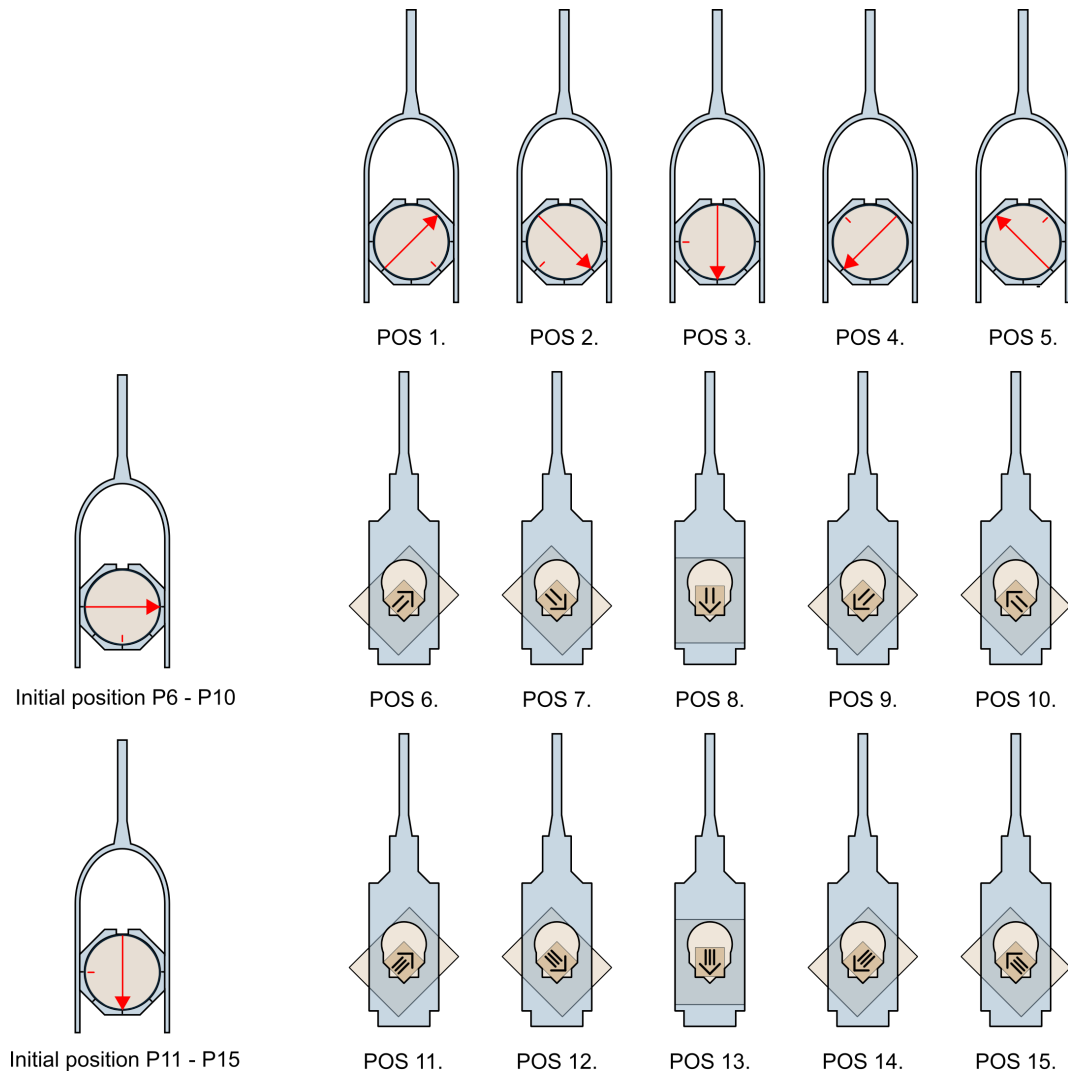 POS 1.
POS 2.
POS 3.
POS 4.
POS 5.
Initial position P6 - P10
POS 6.
POS 7.
POS 8.
POS 9.
POS 10.
Initial position P11 - P15
POS 11.
POS 12.
POS 13.
POS 14.
POS 15.